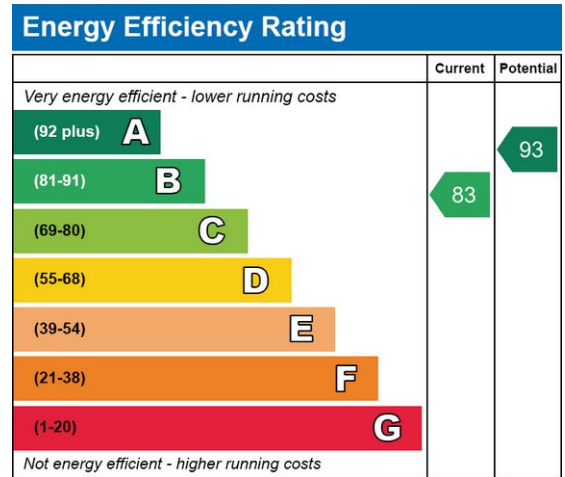 Energy Efficiency Rating
Current Potential
Very energy efficient - lower running costs
(92 plus) A
(81-91) B
(69-80) C
(55-68) D
(39-54) E
(21-38) F
(1-20) G
83
93
Not energy efficient - higher running costs